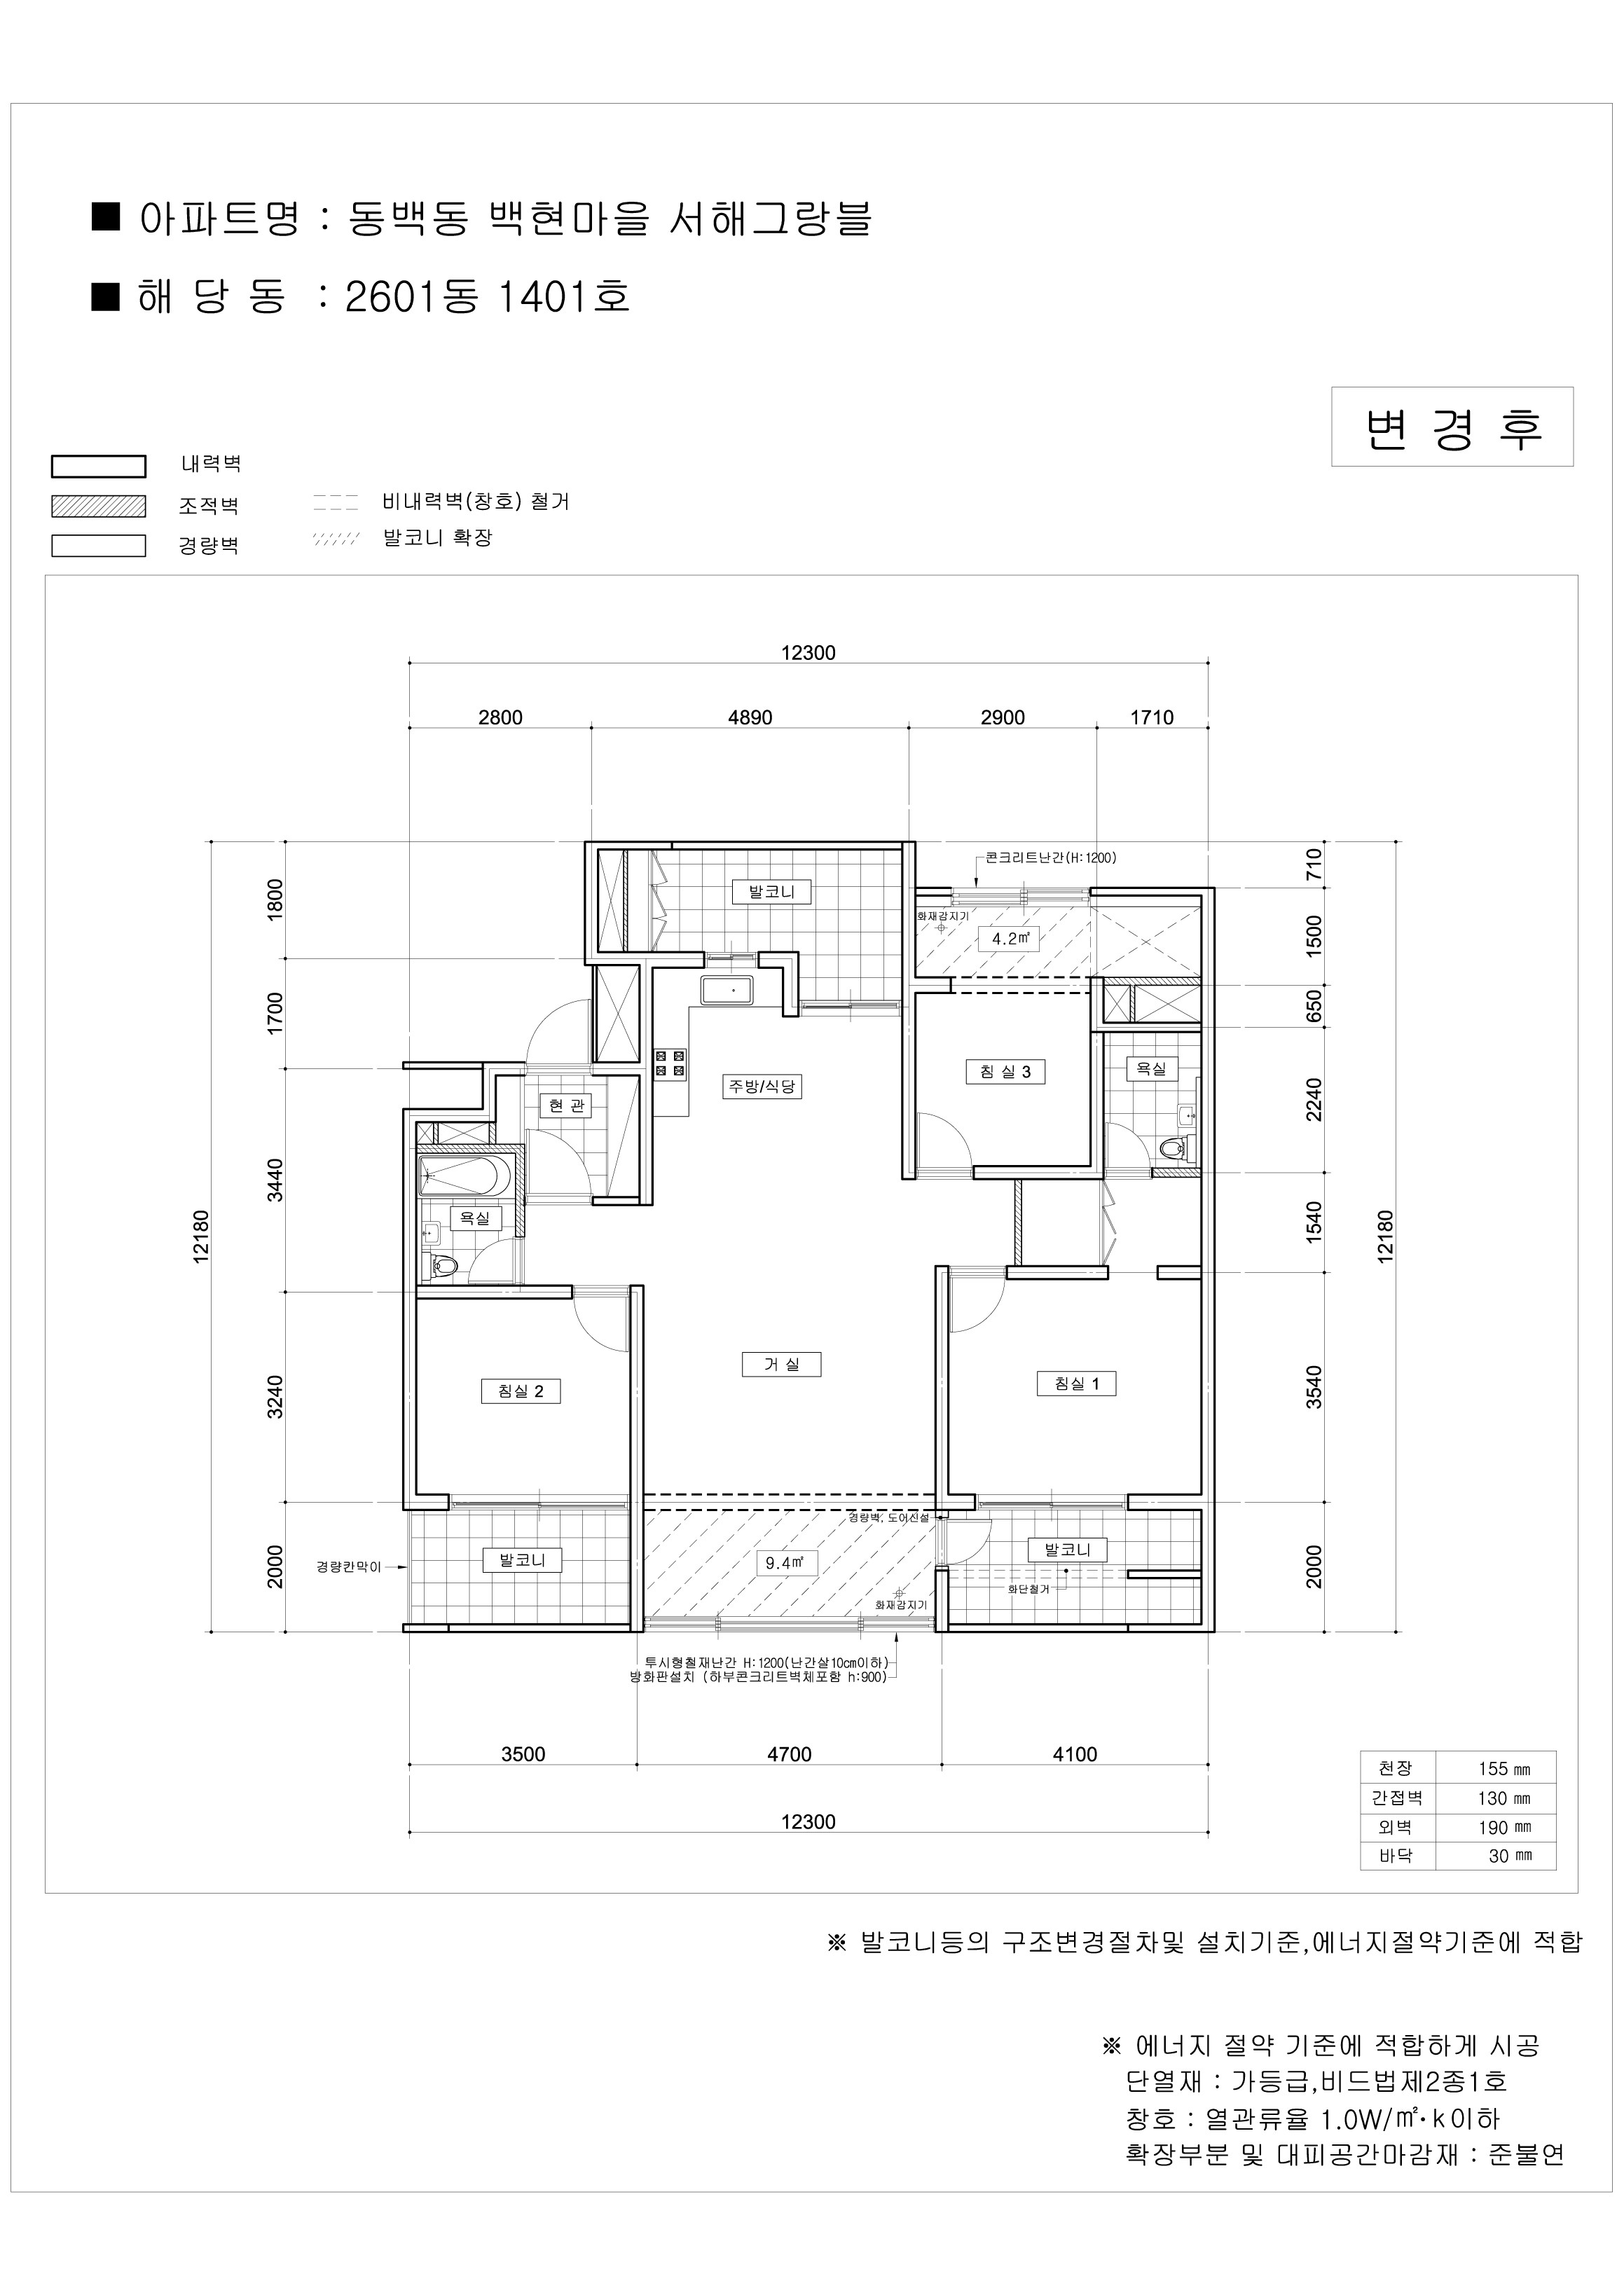 ■ 아파트명 : 동백동 백현마을 서해그랑블
■ 해 당 동 : 2601동 1401호
변 경 후
내력벽
조적벽
경량벽
비내력벽(창호) 철거
발코니 확장
12300
2800
4890
2900
1710
12180
1800
1700
3440
3240
2000
710
1500
650
2240
1540
3540
2000
12180
콘크리트난간(H:1200)
발코니
화재감지기
4.2㎡
주방/식당
침 실 3
욕실
현 관
욕실
거 실
침실 2
침실 1
경량벽, 도어신설
발코니
9.4㎡
발코니
경량칸막이
화단철거
화재감지기
투시형철재난간 H:1200(난간살10cm이하)
방화판설치 (하부콘크리트벽체포함 h:900)
3500
4700
4100
12300
천장 155 mm
간접벽 130 mm
외벽 190 mm
바닥 30 mm
※ 발코니등의 구조변경절차및 설치기준,에너지절약기준에 적합
※ 에너지 절약 기준에 적합하게 시공
단열재 : 가등급,비드법제2종1호
창호 : 열관류율 1.0W/㎡·k이하
확장부분 및 대피공간마감재 : 준불연